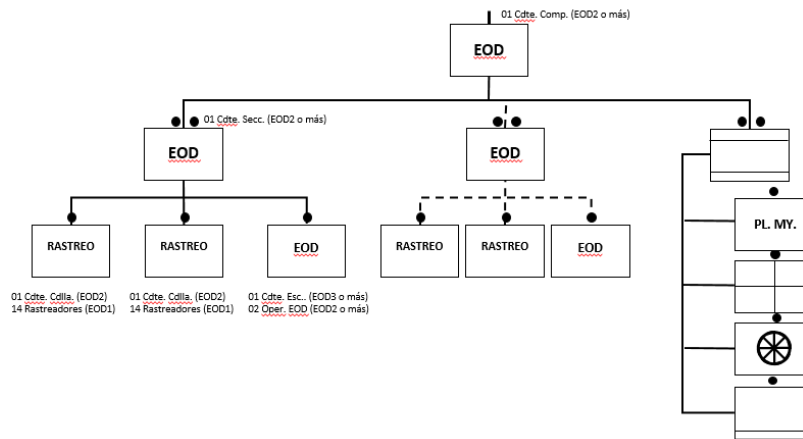 01 Cdte. Comp. (EOD2 o más)
EOD
01 Cdte. Secc. (EOD2 o más)
EOD
EOD
RASTREO
RASTREO
EOD
RASTREO
RASTREO
EOD
PL. MY.
01 Cdte. Cdlla. (EOD2)
14 Rastreadores (EOD1)
01 Cdte. Cdlla. (EOD2)
14 Rastreadores (EOD1)
01 Cdte. Esc.. (EOD3 o más)
02 Oper. EOD (EOD2 o más)